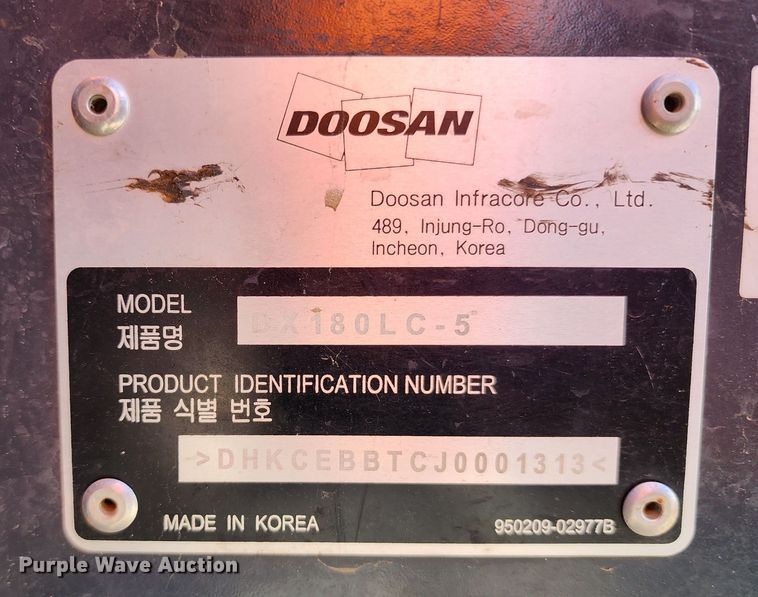 DOOSAN
Doosan Infracore Co., Ltd.
489, Injung-Ro, Dong-gu,
Incheon, Korea
MODEL
제품명
DX180LC-5
PRODUCT IDENTIFICATION NUMBER
제품 식별 번호
>DHKCEBBTCJ0001313<
MADE IN KOREA
950209-02977B
Purple Wave Auction